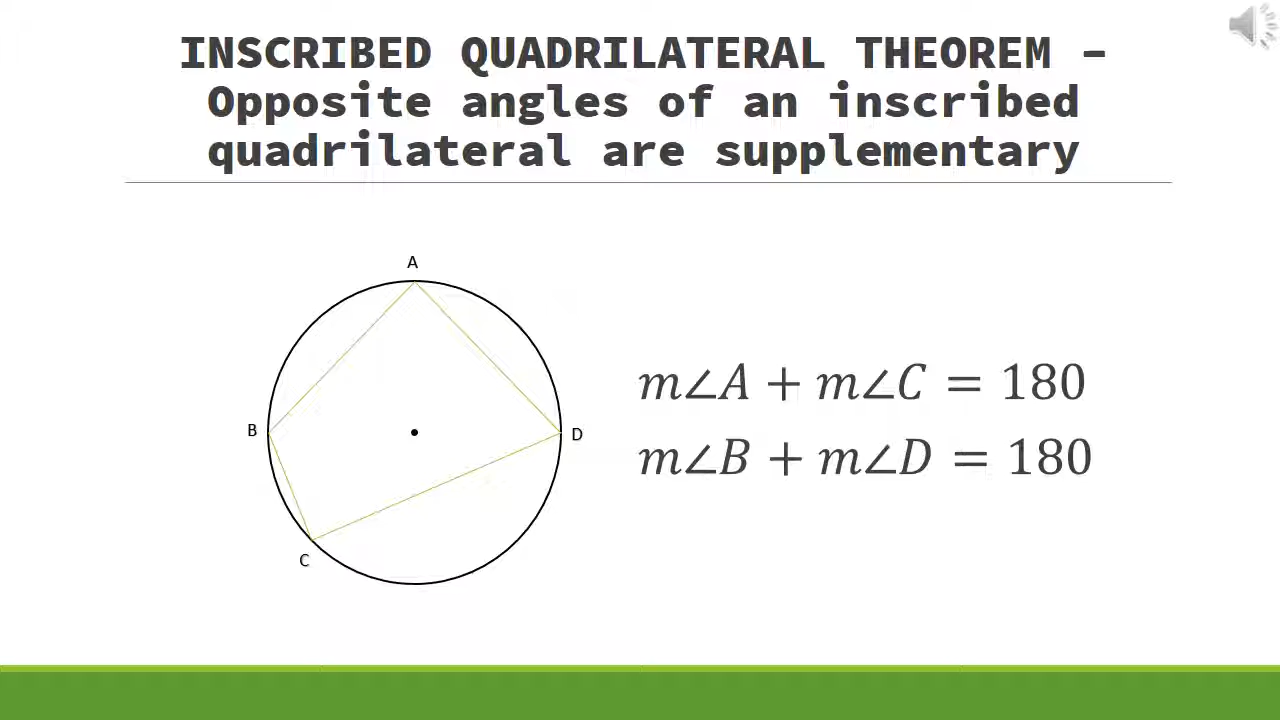 INSCRIBED QUADRILATERAL THEOREM –
Opposite angles of an inscribed
quadrilateral are supplementary
A
m∠A + m∠C = 180
B
D
m∠B + m∠D = 180
C